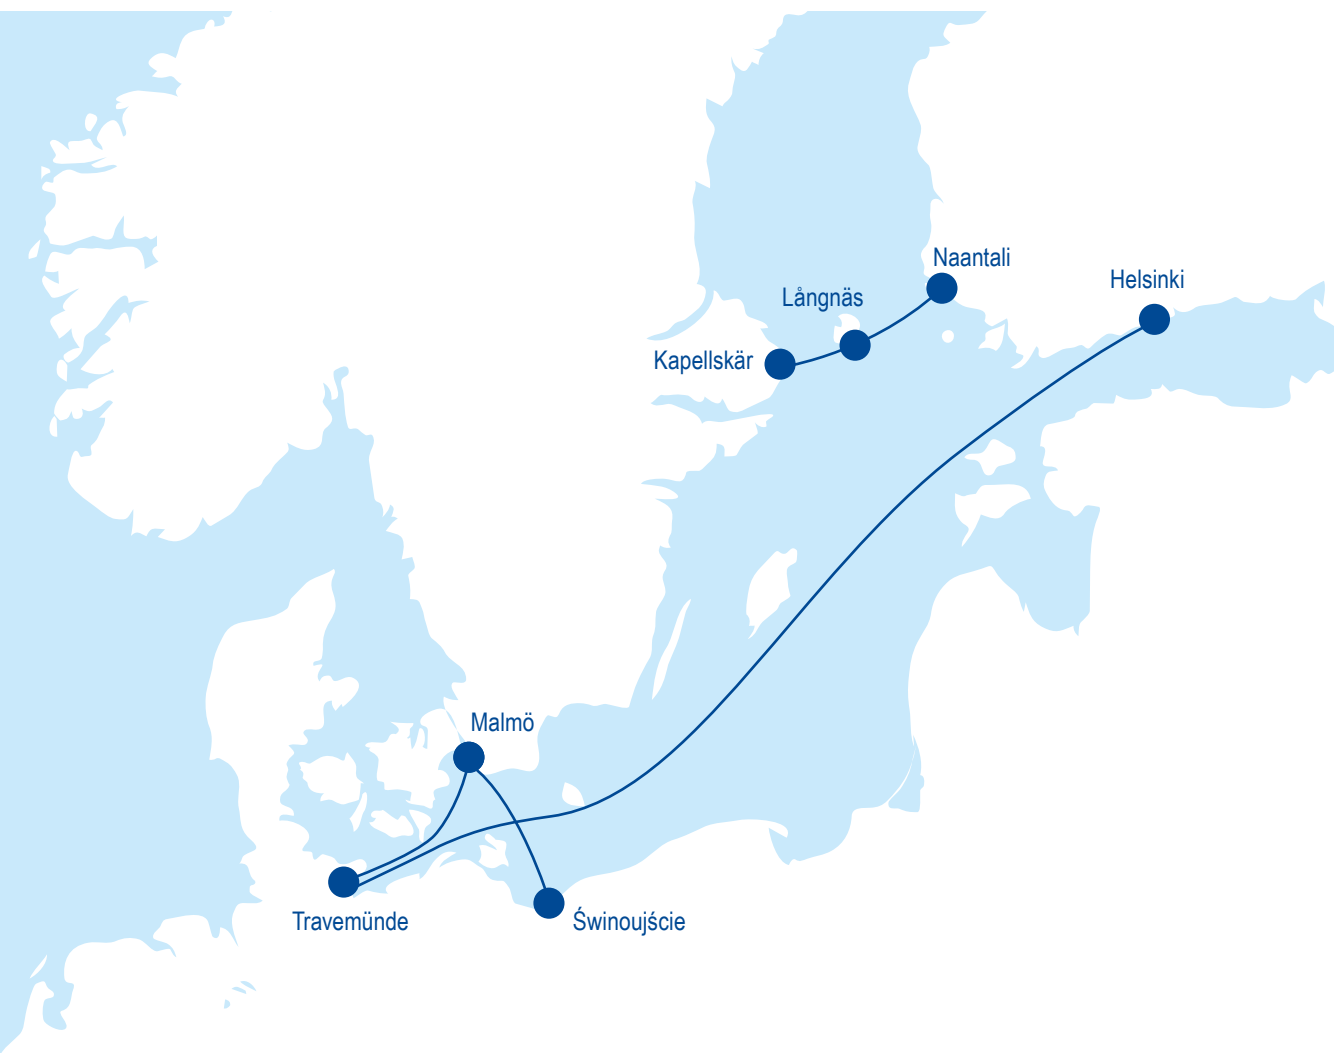 Naantali
Helsinki
Långnäs
Kapellskär
Malmö
Travemünde
Świnoujście